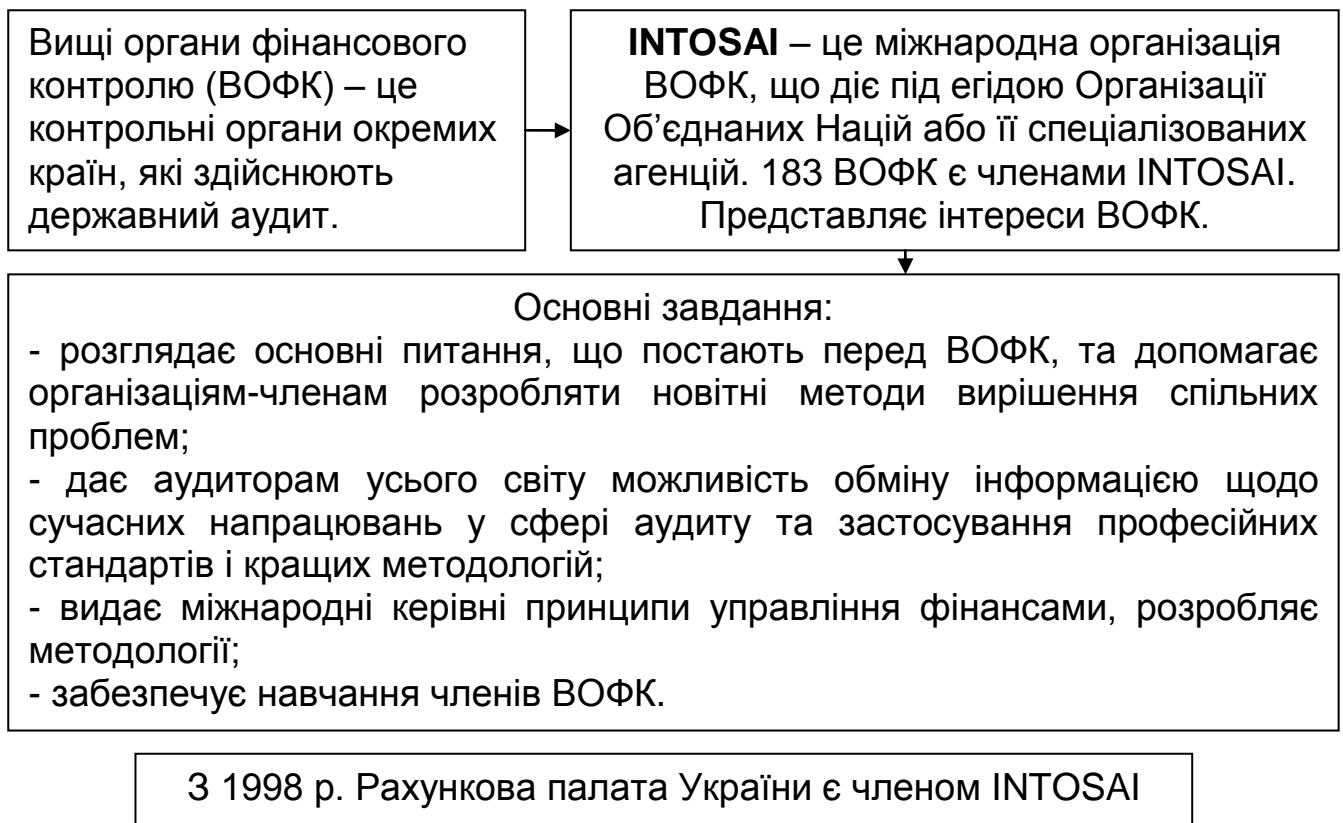 Вищі органи фінансового
контролю (ВОФК) – це
контрольні органи окремих
країн, які здійснюють
державний аудит.
INTOSAI – це міжнародна організація
ВОФК, що діє під егідою Організації
Об’єднаних Націй або її спеціалізованих
агенцій. 183 ВОФК є членами INTOSAI.
Представляє інтереси ВОФК.
Основні завдання:
- розглядає основні питання, що постають перед ВОФК, та допомагає
організаціям-членам розробляти новітні методи вирішення спільних
проблем;
- дає аудиторам усього світу можливість обміну інформацією щодо
сучасних напрацювань у сфері аудиту та застосування професійних
стандартів і кращих методологій;
- видає міжнародні керівні принципи управління фінансами, розробляє
методології;
- забезпечує навчання членів ВОФК.
З 1998 р. Рахункова палата України є членом INTOSAI